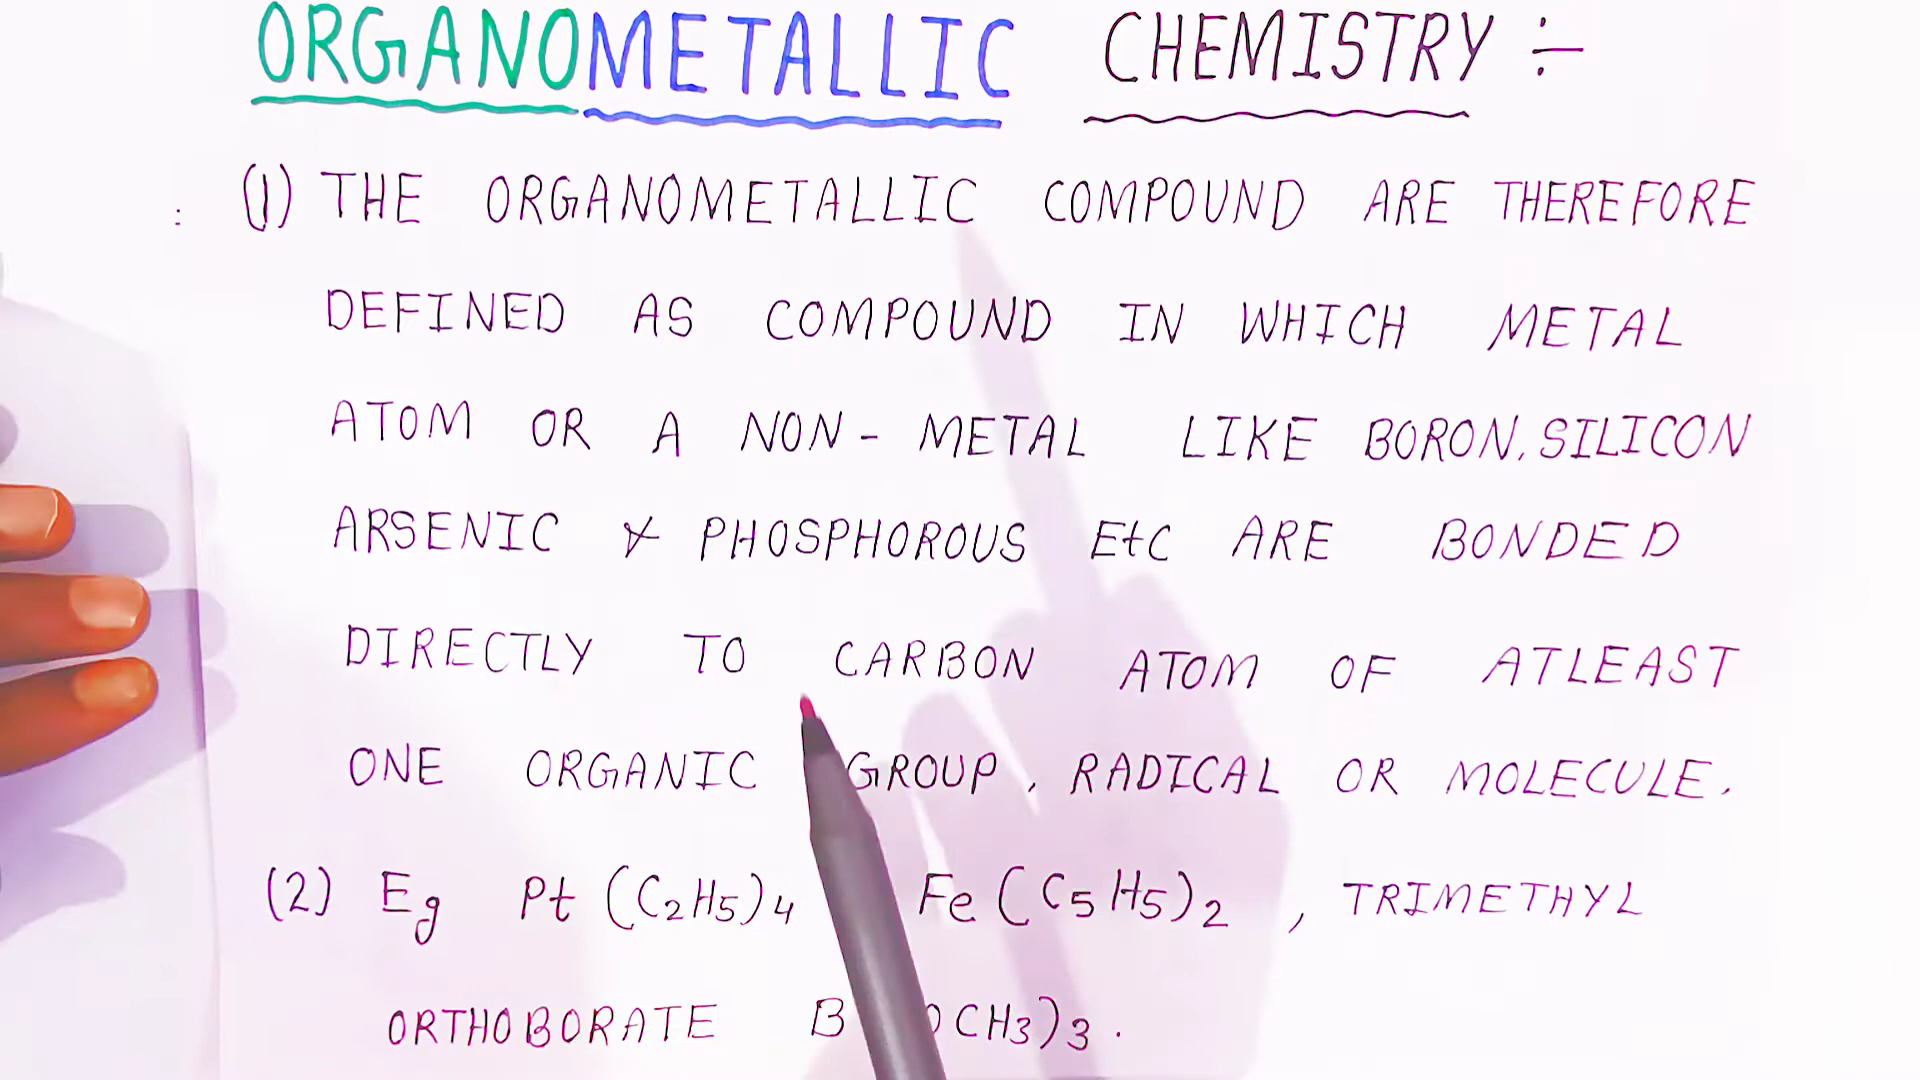 ORGANOMETALLIC CHEMISTRY ÷
(1) THE ORGANOMETALLIC COMPOUND ARE THEREFORE
DEFINED AS COMPOUND IN WHICH METAL
ATOM OR A NON-METAL LIKE BORON, SILICON
ARSENIC & PHOSPHOROUS EtC ARE BONDED
DIRECTLY TO CARBON ATOM OF ATLEAST
ONE ORGANIC GROUP, RADICAL OR MOLECULE.
(2) Eg Pt (C2H5)4 Fe (C5H5)2 , TRIMETHYL
ORTHOBORATE B OCH3)3.